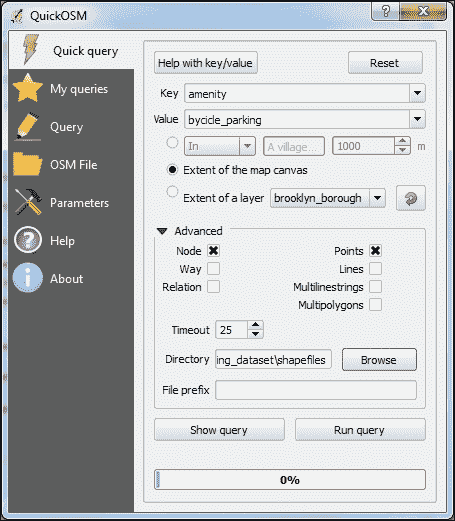 QuickOSM
Quick query
My queries
Query
OSM File
Parameters
Help
About
Help with key/value
Reset
Key amenity
Value bycicle_parking
In A village 1000 m
Extent of the map canvas
Extent of a layer brooklyn_borough
Advanced
Node Points
Way Lines
Relation Multilinestrings
Multipolygons
Timeout 25
Directory ing_dataset\shapefiles Browse
File prefix
Show query Run query
0%